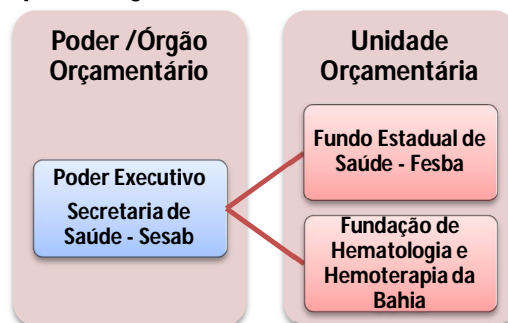 Poder /Órgão
Orçamentário
Poder Executivo
Secretaria de
Saúde - Sesab
Unidade
Orçamentária
Fundo Estadual de
Saúde - Fesba
Fundação de
Hematologia e
Hemoterapia da
Bahia